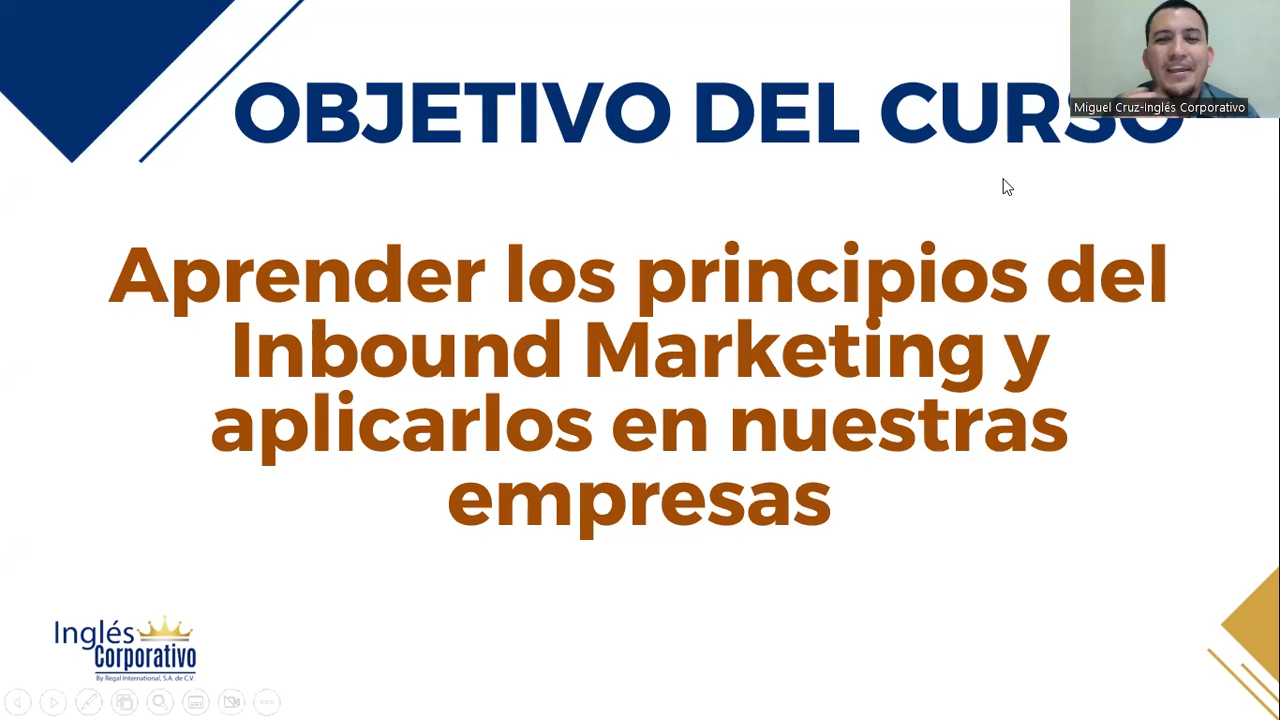 OBJETIVO DEL CURSO
Miguel Cruz-Inglés Corporativo
Aprender los principios del
Inbound Marketing y
aplicarlos en nuestras
empresas
Inglés
Corporativo
By Regal International, S.A. de C.V.